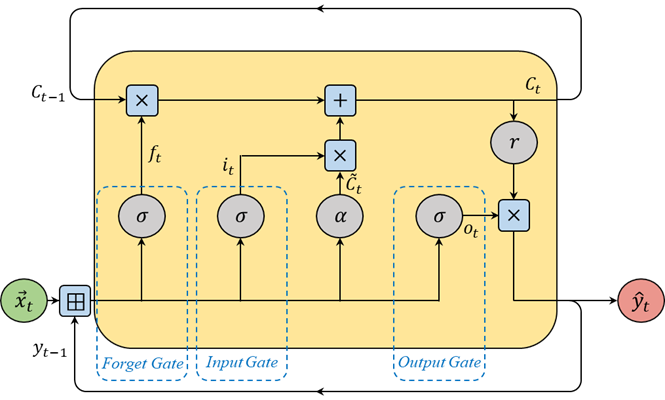 C_{t−1}
×
+
C_t
f_t
i_t
×
r
C̃_t
σ
σ
α
σ
o_t
×
x⃗_t
⊞
ŷ_t
y_{t−1}
Forget Gate
Input Gate
Output Gate